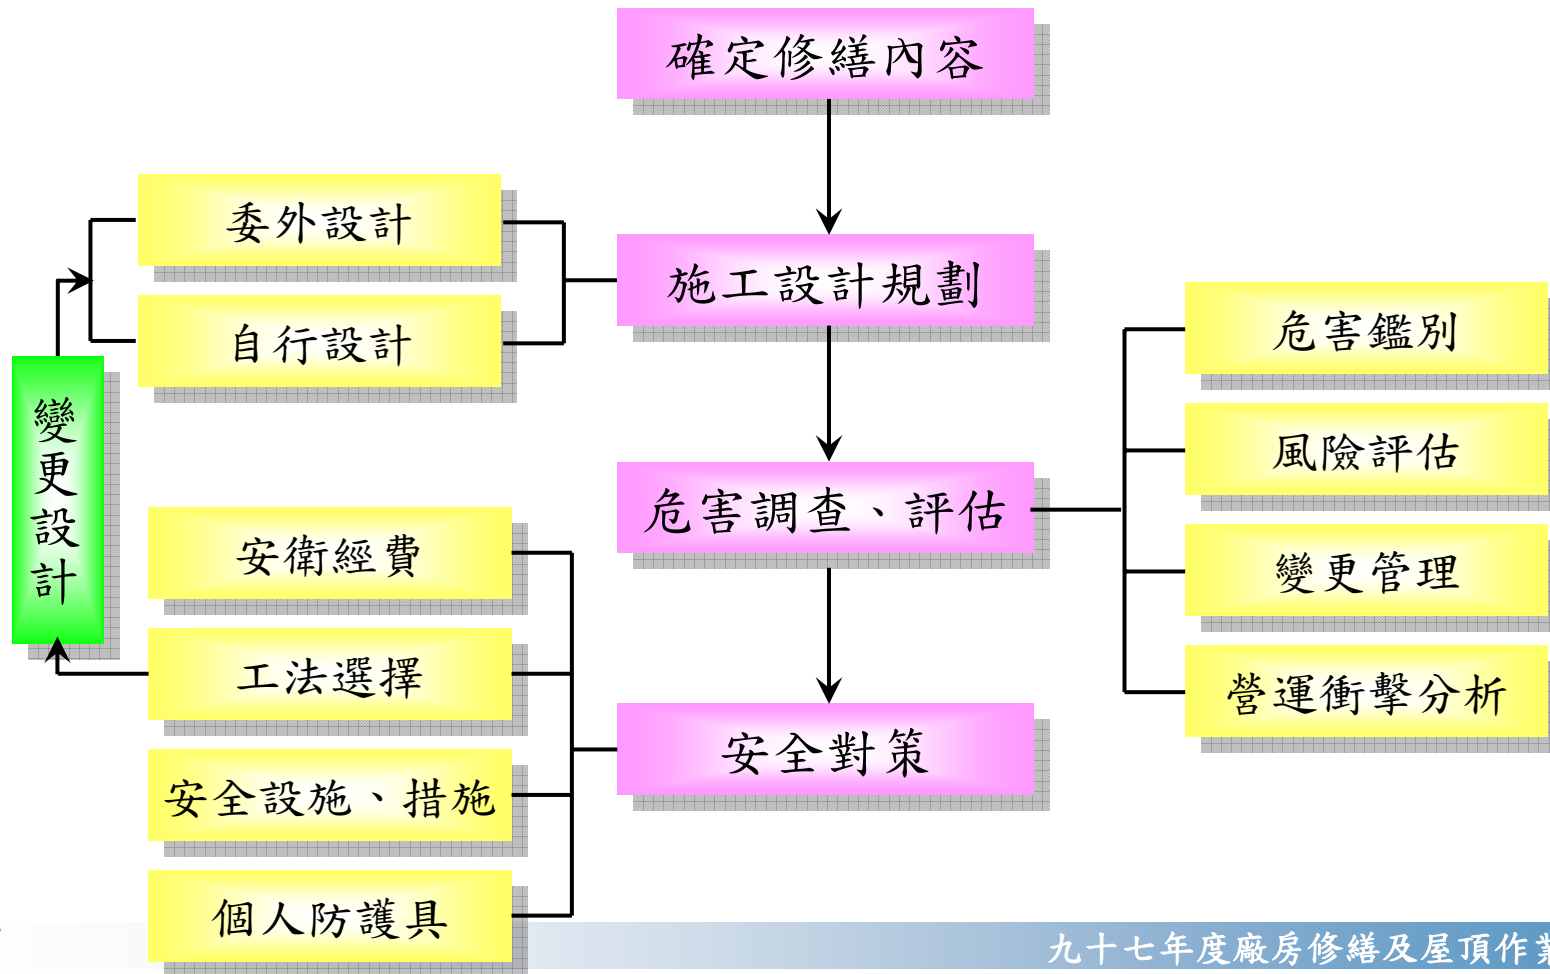 確定修繕內容
委外設計
施工設計規劃
自行設計
危害鑑別
風險評估
變更設計
危害調查、評估
安衛經費
變更管理
工法選擇
營運衝擊分析
安全對策
安全設施、措施
個人防護具
九十七年度廠房修繕及屋頂作業